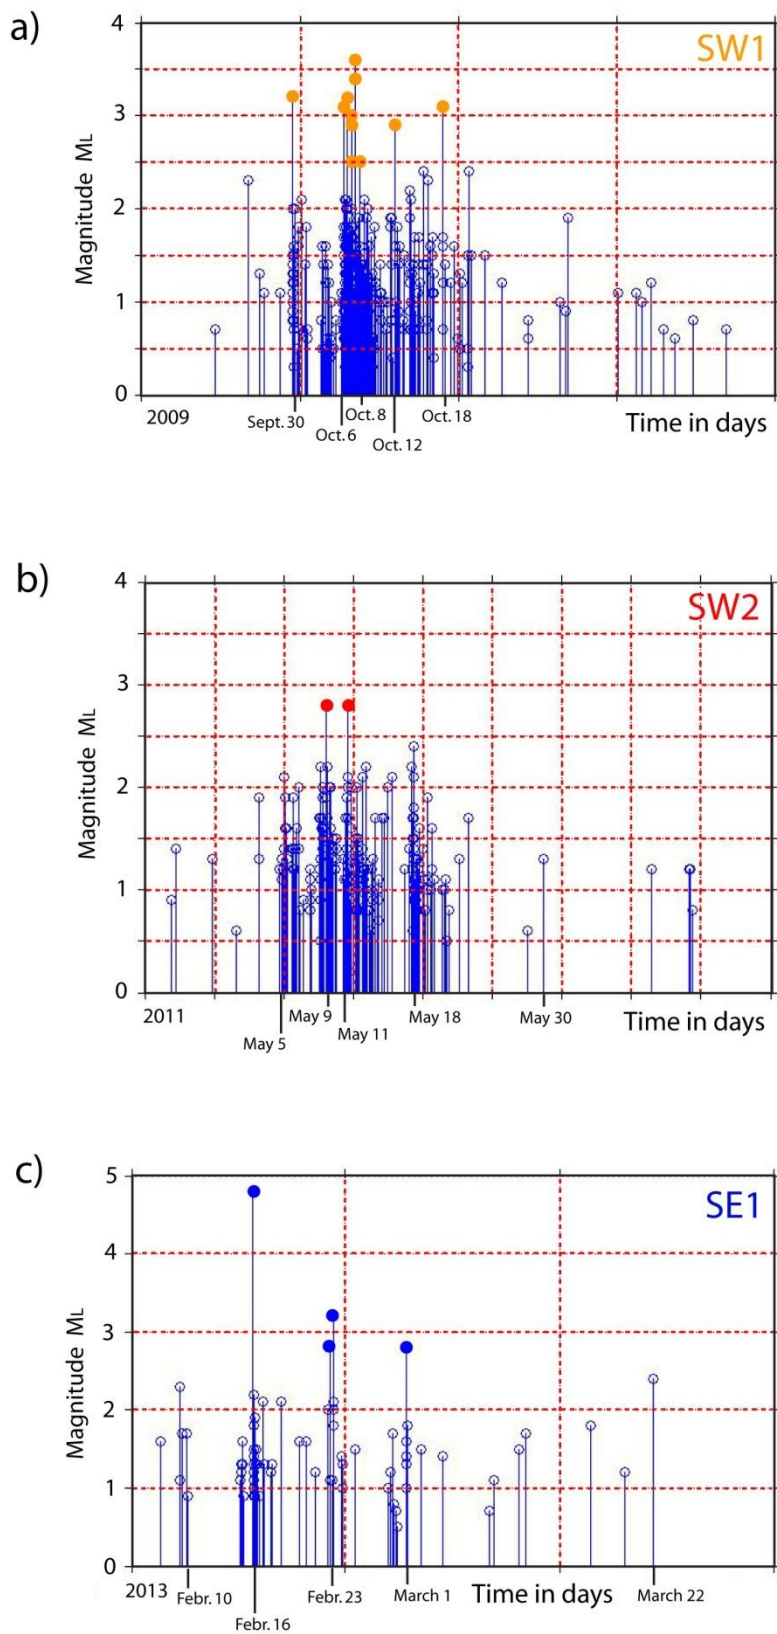 a)
SW1
Magnitude ML
4
3
2
1
0
2009
Sept. 30
Oct. 6
Oct. 8
Oct. 12
Oct. 18
Time in days
b)
SW2
Magnitude ML
4
3
2
1
0
2011
May 5
May 9
May 11
May 18
May 30
Time in days
c)
SE1
Magnitude ML
5
4
3
2
1
0
2013
Febr. 10
Febr. 16
Febr. 23
March 1
Time in days
March 22